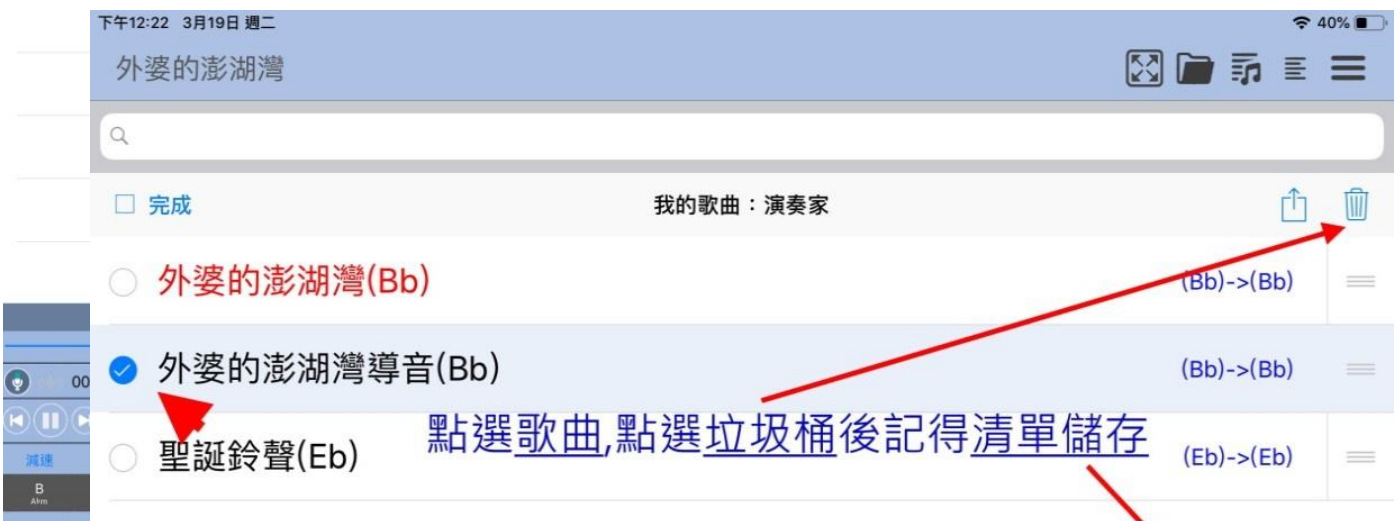 下午12:22 3月19日 週二
40%
外婆的澎湖灣
完成
我的歌曲：演奏家
外婆的澎湖灣(Bb)
(Bb)->(Bb)
外婆的澎湖灣導音(Bb)
(Bb)->(Bb)
00
點選歌曲,點選垃圾桶後記得清單儲存
聖誕鈴聲(Eb)
(Eb)->(Eb)
減速
B